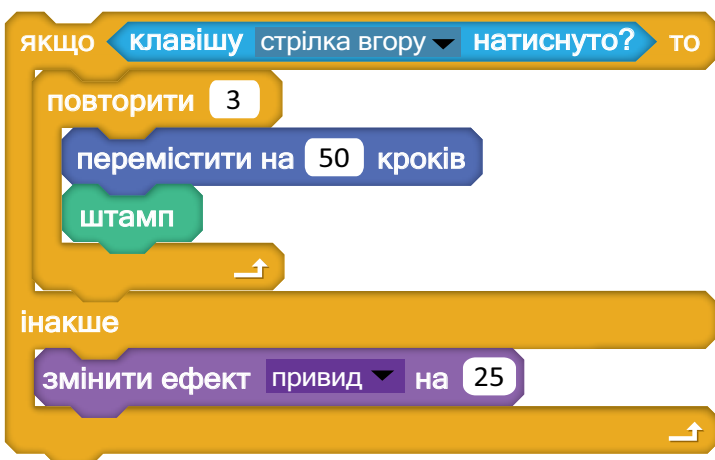 якщо клавішу стрілка вгору натиснуто? то
повторити 3
перемістити на 50 кроків
штамп
інакше
змінити ефект привид на 25